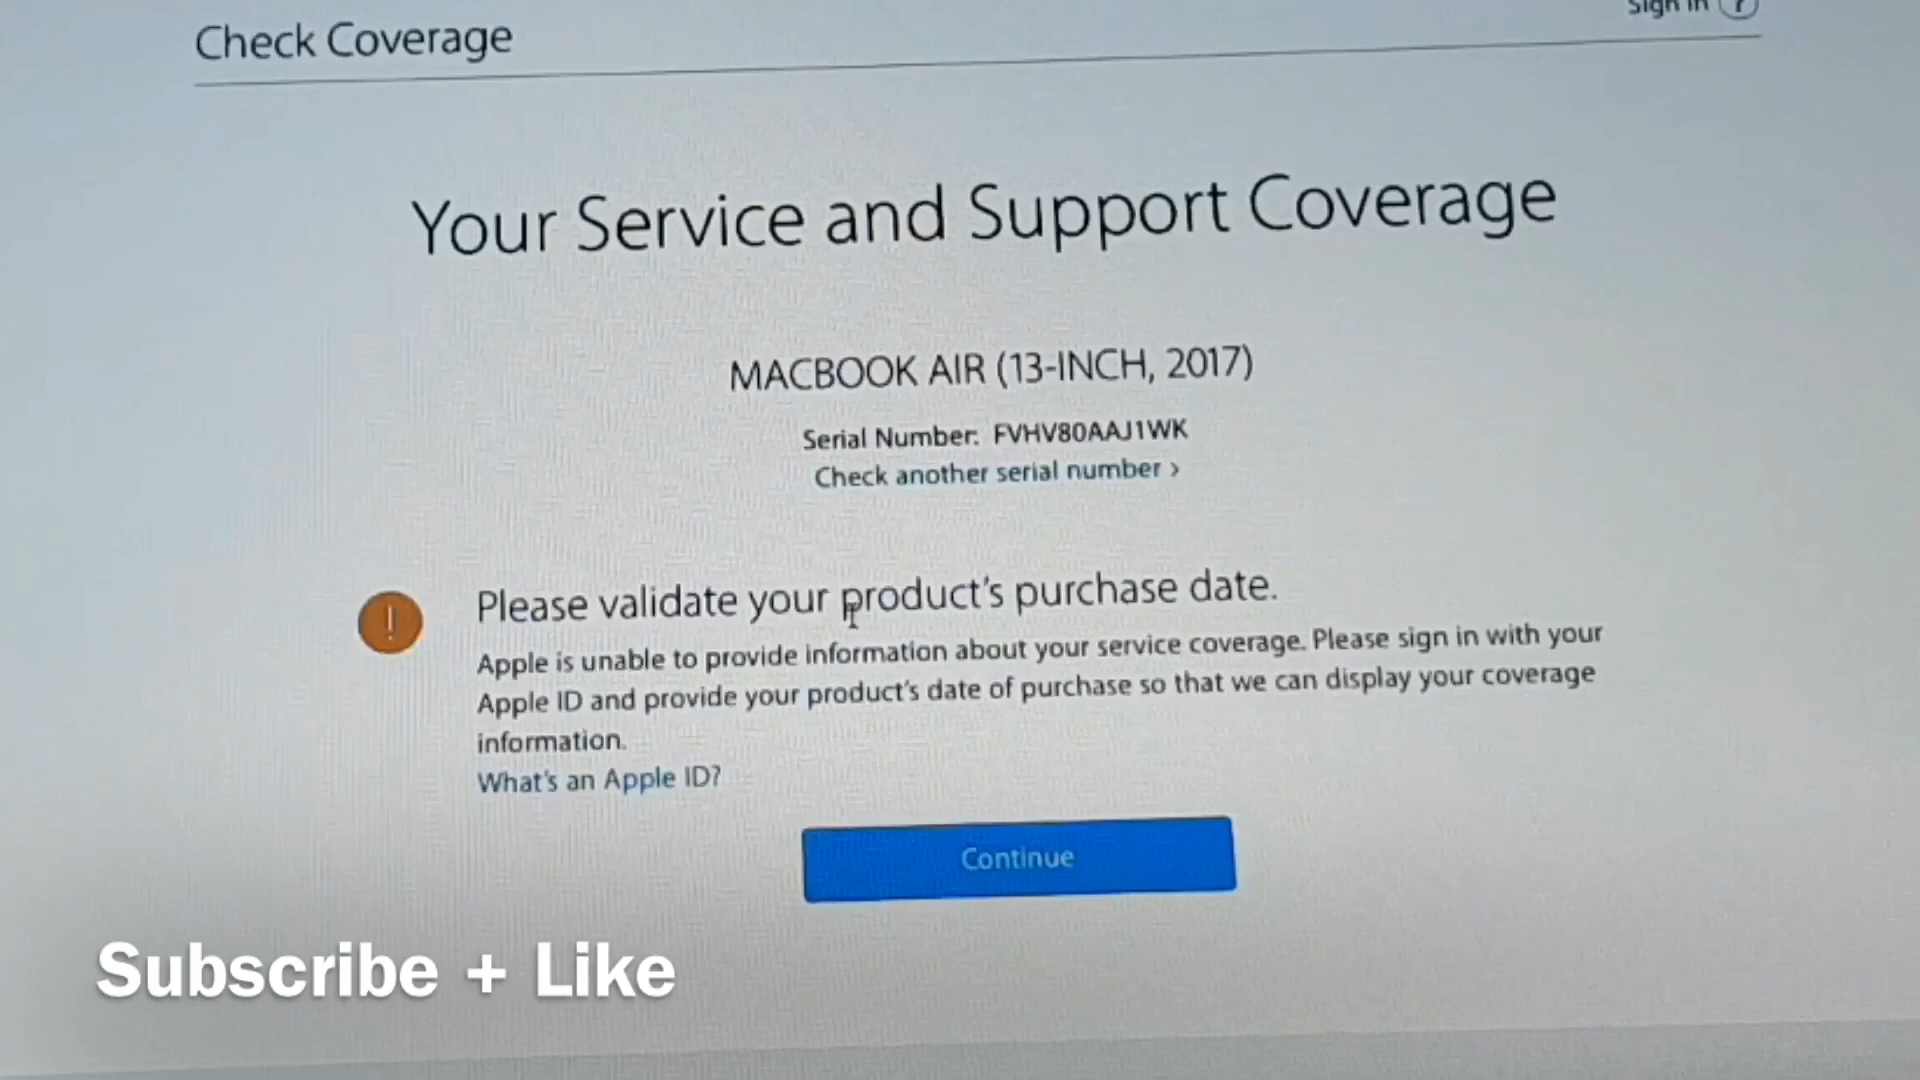 Check Coverage
Sign in ?
Your Service and Support Coverage
MACBOOK AIR (13-INCH, 2017)
Serial Number: FVHV80AAJ1WK
Check another serial number ›
! Please validate your product's purchase date.
Apple is unable to provide information about your service coverage. Please sign in with your
Apple ID and provide your product's date of purchase so that we can display your coverage
information.
What's an Apple ID?
Continue
Subscribe + Like